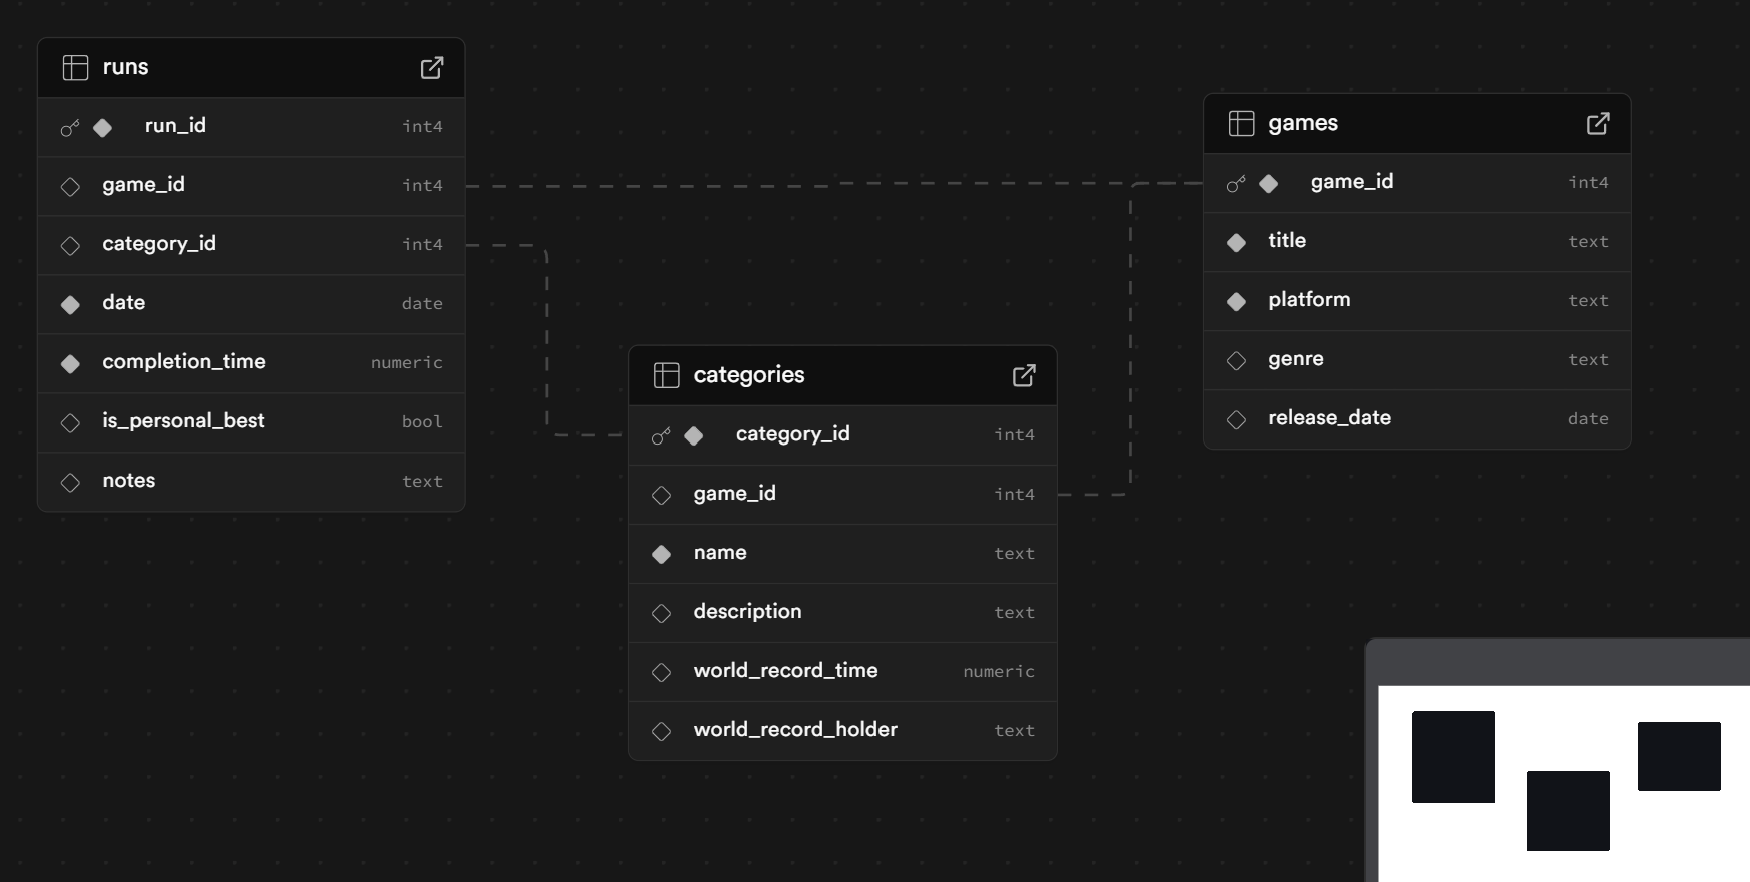 runs
run_id int4
game_id int4
category_id int4
date date
completion_time numeric
is_personal_best bool
notes text
categories
category_id int4
game_id int4
name text
description text
world_record_time numeric
world_record_holder text
games
game_id int4
title text
platform text
genre text
release_date date